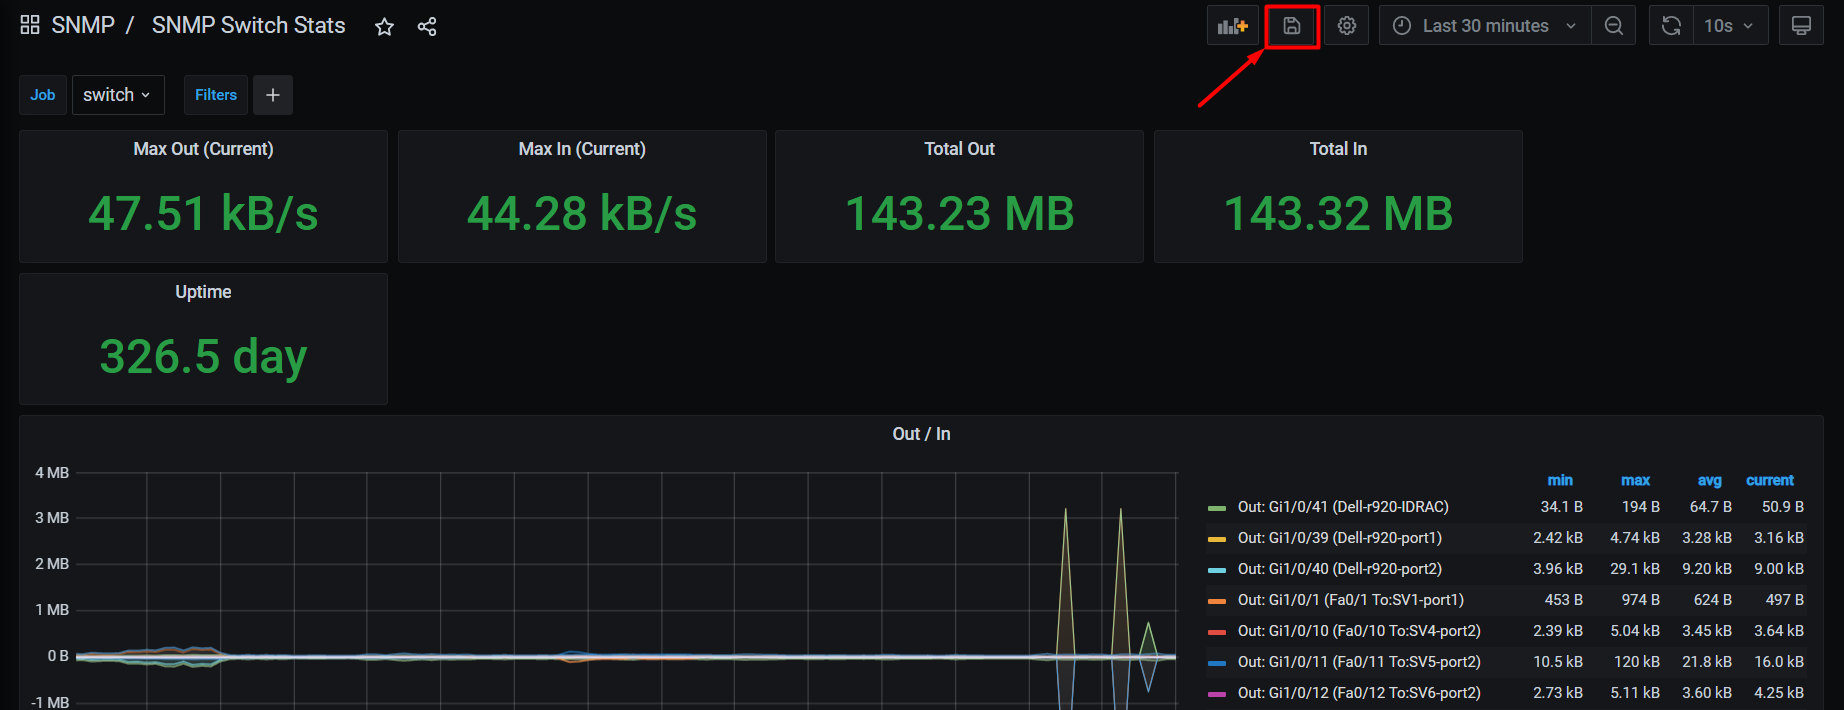 SNMP / SNMP Switch Stats
Last 30 minutes
10s
Job
switch
Filters
+
Max Out (Current)
47.51 kB/s
Max In (Current)
44.28 kB/s
Total Out
143.23 MB
Total In
143.32 MB
Uptime
326.5 day
Out / In
4 MB
3 MB
2 MB
1 MB
0 B
-1 MB
min max avg current
Out: Gi1/0/41 (Dell-r920-IDRAC) 34.1 B 194 B 64.7 B 50.9 B
Out: Gi1/0/39 (Dell-r920-port1) 2.42 kB 4.74 kB 3.28 kB 3.16 kB
Out: Gi1/0/40 (Dell-r920-port2) 3.96 kB 29.1 kB 9.20 kB 9.00 kB
Out: Gi1/0/1 (Fa0/1 To:SV1-port1) 453 B 974 B 624 B 497 B
Out: Gi1/0/10 (Fa0/10 To:SV4-port2) 2.39 kB 5.04 kB 3.45 kB 3.64 kB
Out: Gi1/0/11 (Fa0/11 To:SV5-port2) 10.5 kB 120 kB 21.8 kB 16.0 kB
Out: Gi1/0/12 (Fa0/12 To:SV6-port2) 2.73 kB 5.11 kB 3.60 kB 4.25 kB